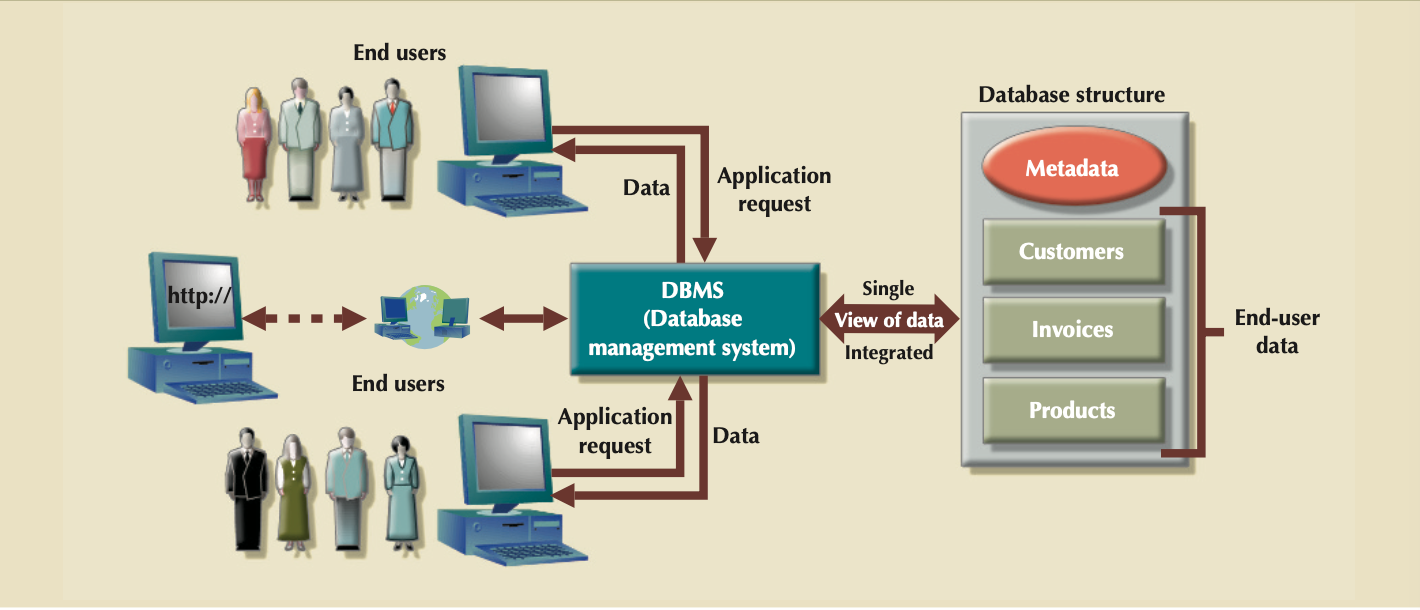 End users
Database structure
Metadata
Data
Application
request
Customers
http://
DBMS
(Database
management system)
Single
View of data
Integrated
Invoices
End-user
data
End users
Products
Application
request
Data